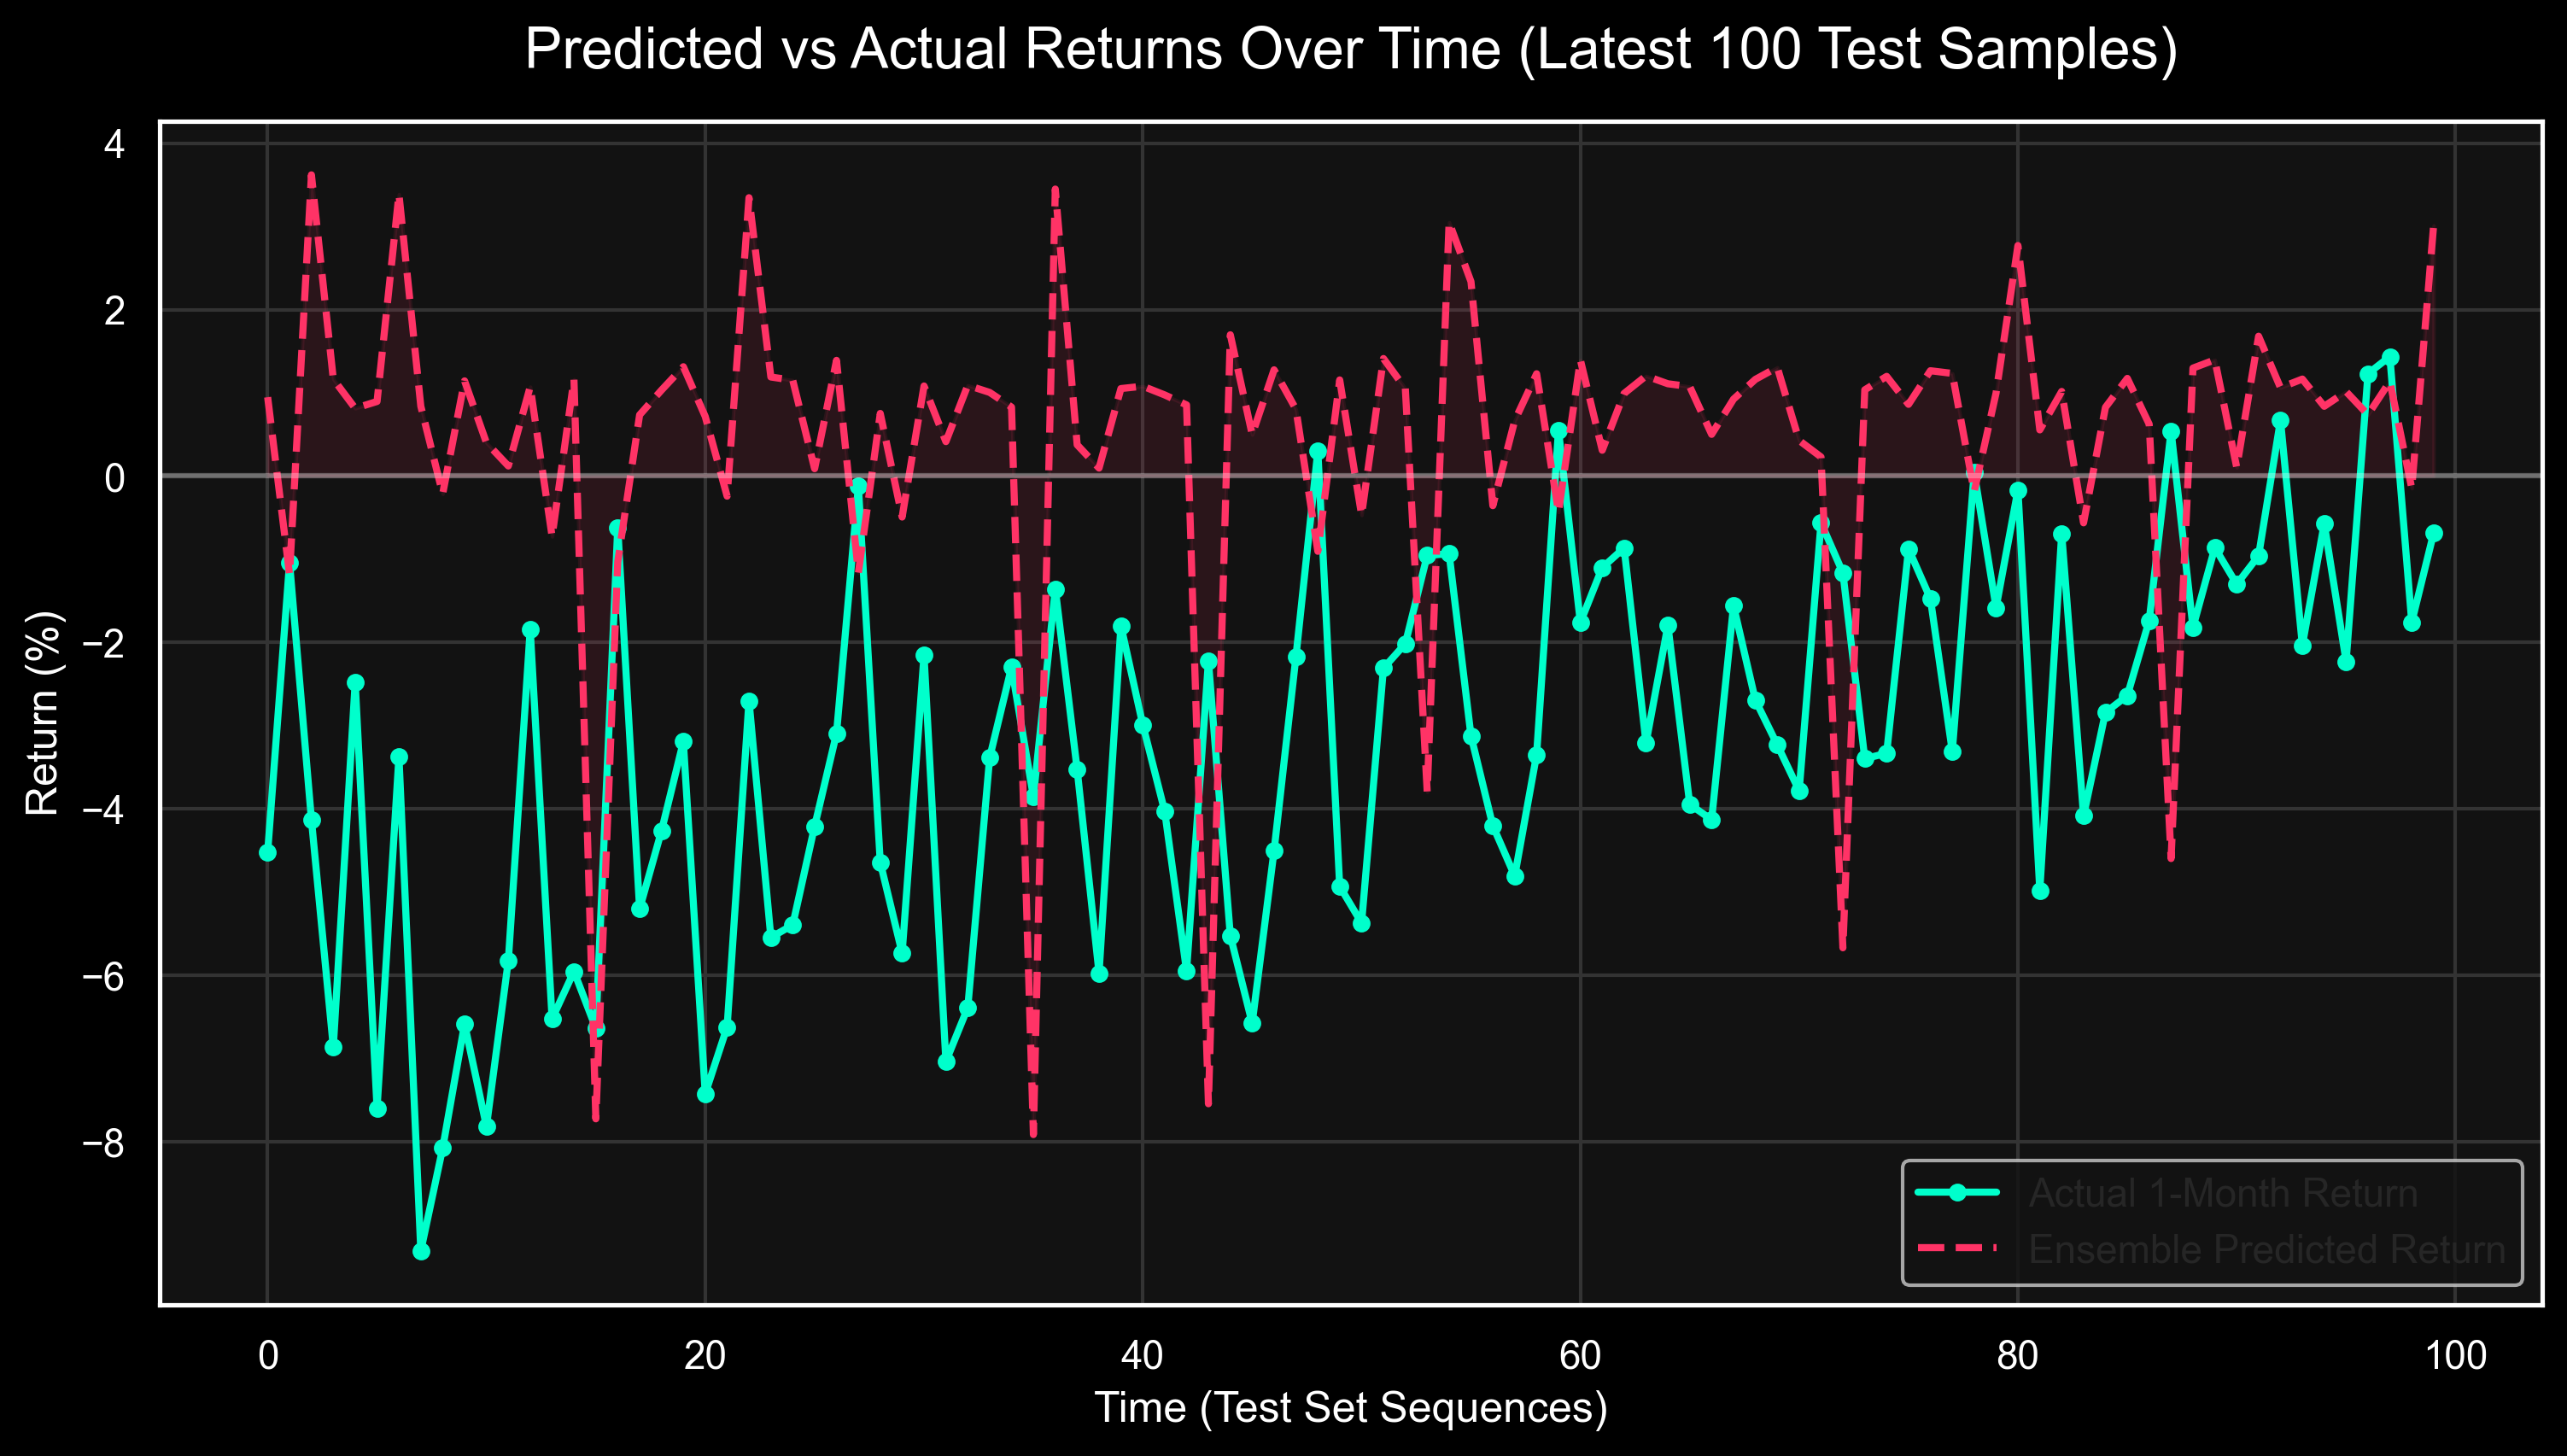 Predicted vs Actual Returns Over Time (Latest 100 Test Samples)
4
2
0
−2
−4
−6
−8
Return (%)
Actual 1-Month Return
Ensemble Predicted Return
0 20 40 60 80 100
Time (Test Set Sequences)